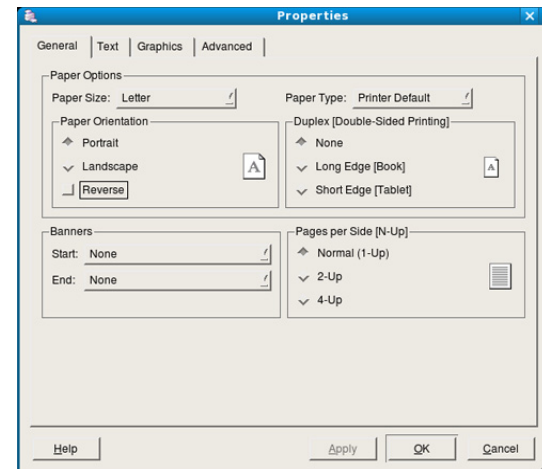 Properties
General Text Graphics Advanced
Paper Options
Paper Size: Letter Paper Type: Printer Default
Paper Orientation Duplex [Double-Sided Printing]
Portrait None
Landscape Long Edge [Book]
Reverse Short Edge [Tablet]
A A
Banners Pages per Side [N-Up]
Start: None Normal (1-Up)
2-Up
End: None
4-Up
Help Apply OK Cancel